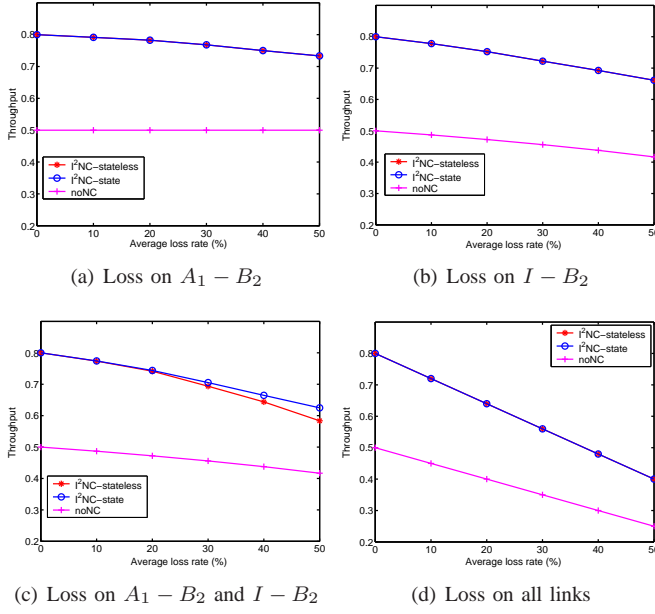 0.8
0.7
0.6
0.5
0.4
0.3
0.2
Throughput
I²NC−stateless
I²NC−state
noNC
0 10 20 30 40 50
Average loss rate (%)
(a) Loss on A₁ − B₂
0.8
0.7
0.6
0.5
0.4
0.3
0.2
Throughput
I²NC−stateless
I²NC−state
noNC
0 10 20 30 40 50
Average loss rate (%)
(b) Loss on I − B₂
0.8
0.7
0.6
0.5
0.4
0.3
0.2
Throughput
I²NC−stateless
I²NC−state
noNC
0 10 20 30 40 50
Average loss rate (%)
(c) Loss on A₁ − B₂ and I − B₂
0.8
0.7
0.6
0.5
0.4
0.3
0.2
Throughput
I²NC−stateless
I²NC−state
noNC
0 10 20 30 40 50
Average loss rate (%)
(d) Loss on all links